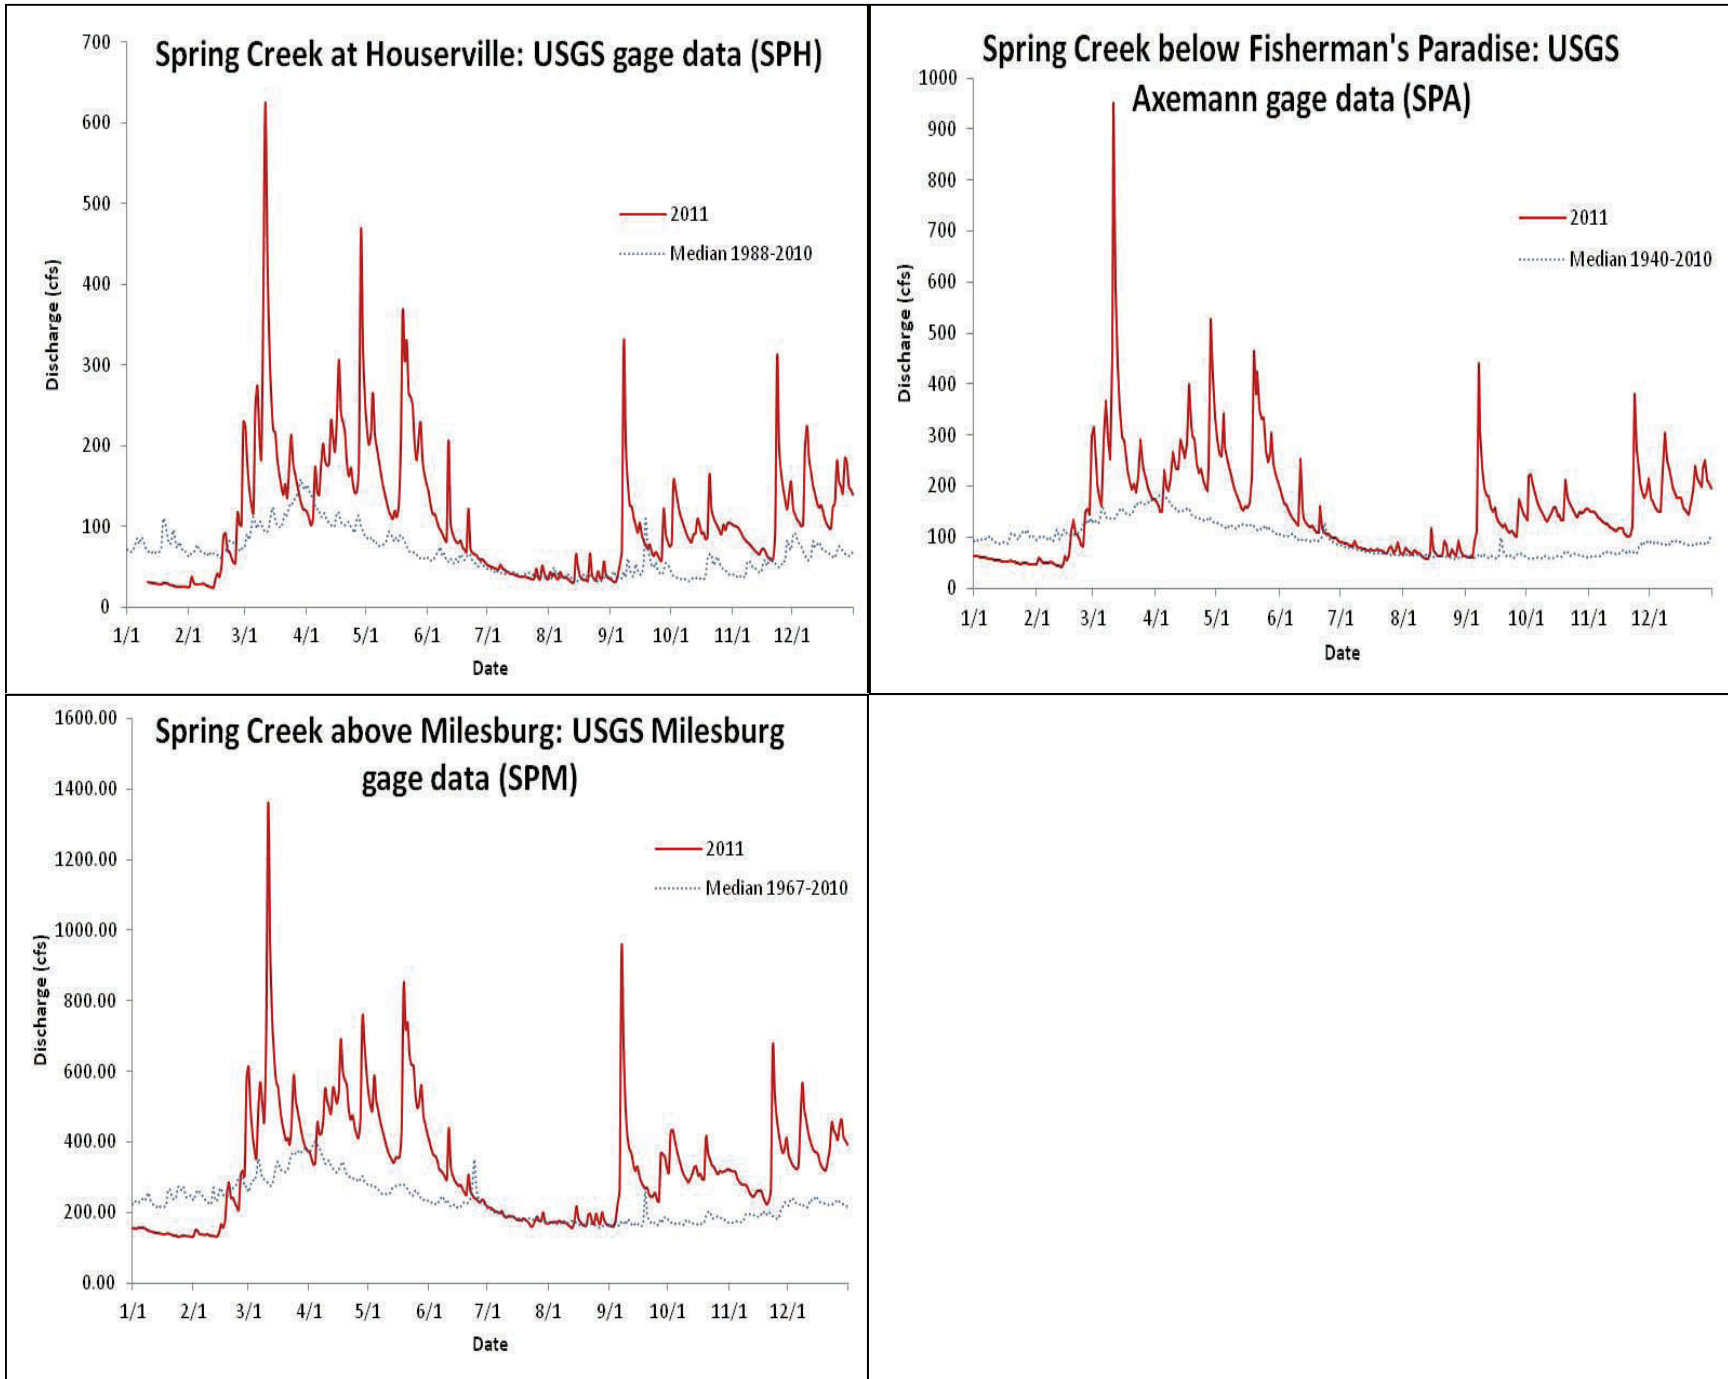 Spring Creek at Houserville: USGS gage data (SPH)
700
600
500
400
300
200
100
0
Discharge (cfs)
2011
Median 1988-2010
1/1 2/1 3/1 4/1 5/1 6/1 7/1 8/1 9/1 10/1 11/1 12/1
Date
Spring Creek below Fisherman's Paradise: USGS
Axemann gage data (SPA)
1000
900
800
700
600
500
400
300
200
100
0
Discharge (cfs)
2011
Median 1940-2010
1/1 2/1 3/1 4/1 5/1 6/1 7/1 8/1 9/1 10/1 11/1 12/1
Date
Spring Creek above Milesburg: USGS Milesburg
gage data (SPM)
1600.00
1400.00
1200.00
1000.00
800.00
600.00
400.00
200.00
0.00
Discharge (cfs)
2011
Median 1967-2010
1/1 2/1 3/1 4/1 5/1 6/1 7/1 8/1 9/1 10/1 11/1 12/1
Date